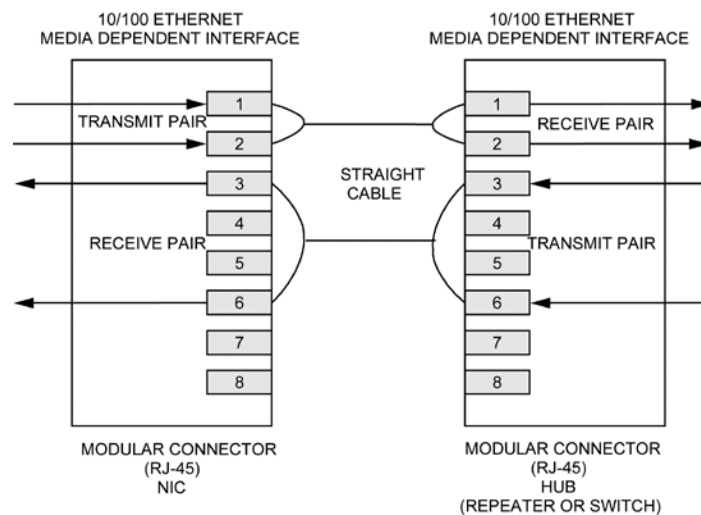 10/100 ETHERNET
MEDIA DEPENDENT INTERFACE
10/100 ETHERNET
MEDIA DEPENDENT INTERFACE
1
TRANSMIT PAIR
2
3
4
RECEIVE PAIR
5
6
7
8
STRAIGHT
CABLE
1
RECEIVE PAIR
2
3
4
TRANSMIT PAIR
5
6
7
8
MODULAR CONNECTOR
(RJ-45)
NIC
MODULAR CONNECTOR
(RJ-45)
HUB
(REPEATER OR SWITCH)